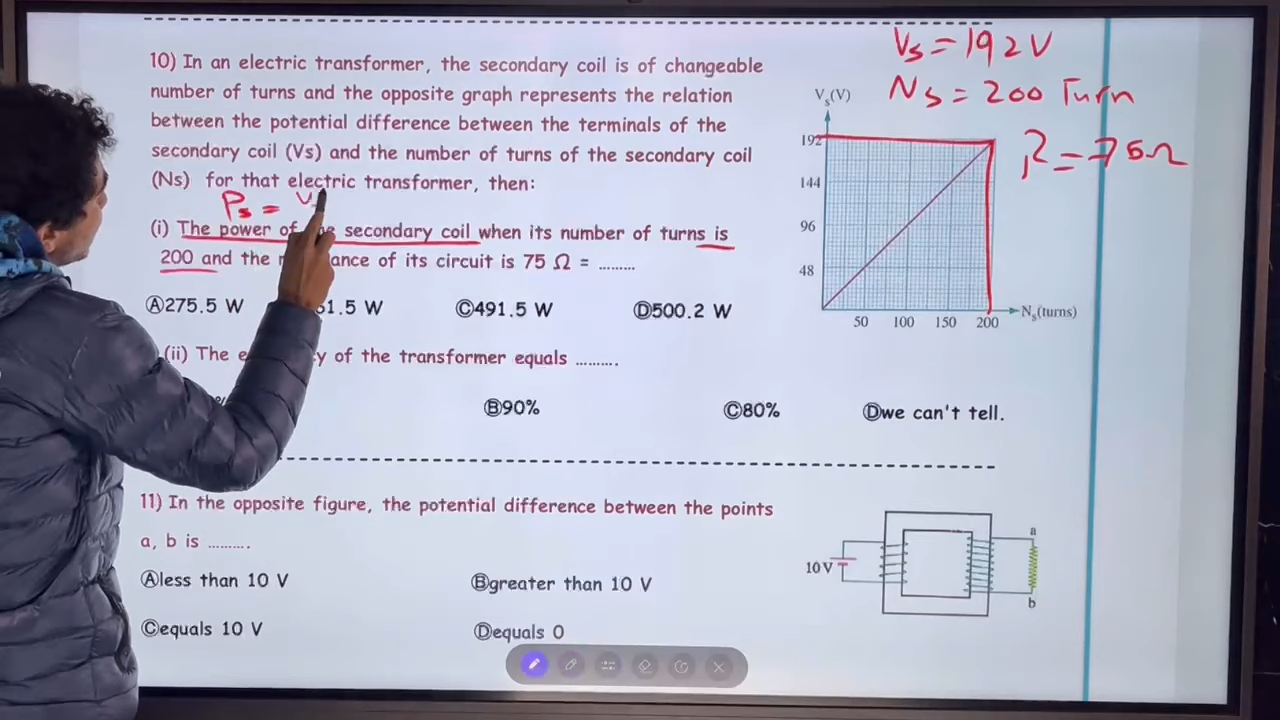 10) In an electric transformer, the secondary coil is of changeable
number of turns and the opposite graph represents the relation
between the potential difference between the terminals of the
secondary coil (Vs) and the number of turns of the secondary coil
(Ns) for that electric transformer, then:
Ps = V
(i) The power of the secondary coil when its number of turns is
200 and the of its circuit is 75 Ω = .........
Ⓐ275.5 W
Ⓒ491.5 W
Ⓓ500.2 W
(ii) The of the transformer equals .........
Ⓑ90%
Ⓒ80%
Ⓓwe can't tell.
Vs = 192 V
Ns = 200 Turn
R = 75Ω
Vs(V)
192
144
96
48
50 100 150 200
Ns(turns)
11) In the opposite figure, the potential difference between the points
a, b is .........
Ⓐless than 10 V
Ⓑgreater than 10 V
Ⓒequals 10 V
Ⓓequals 0
10 V
a
b